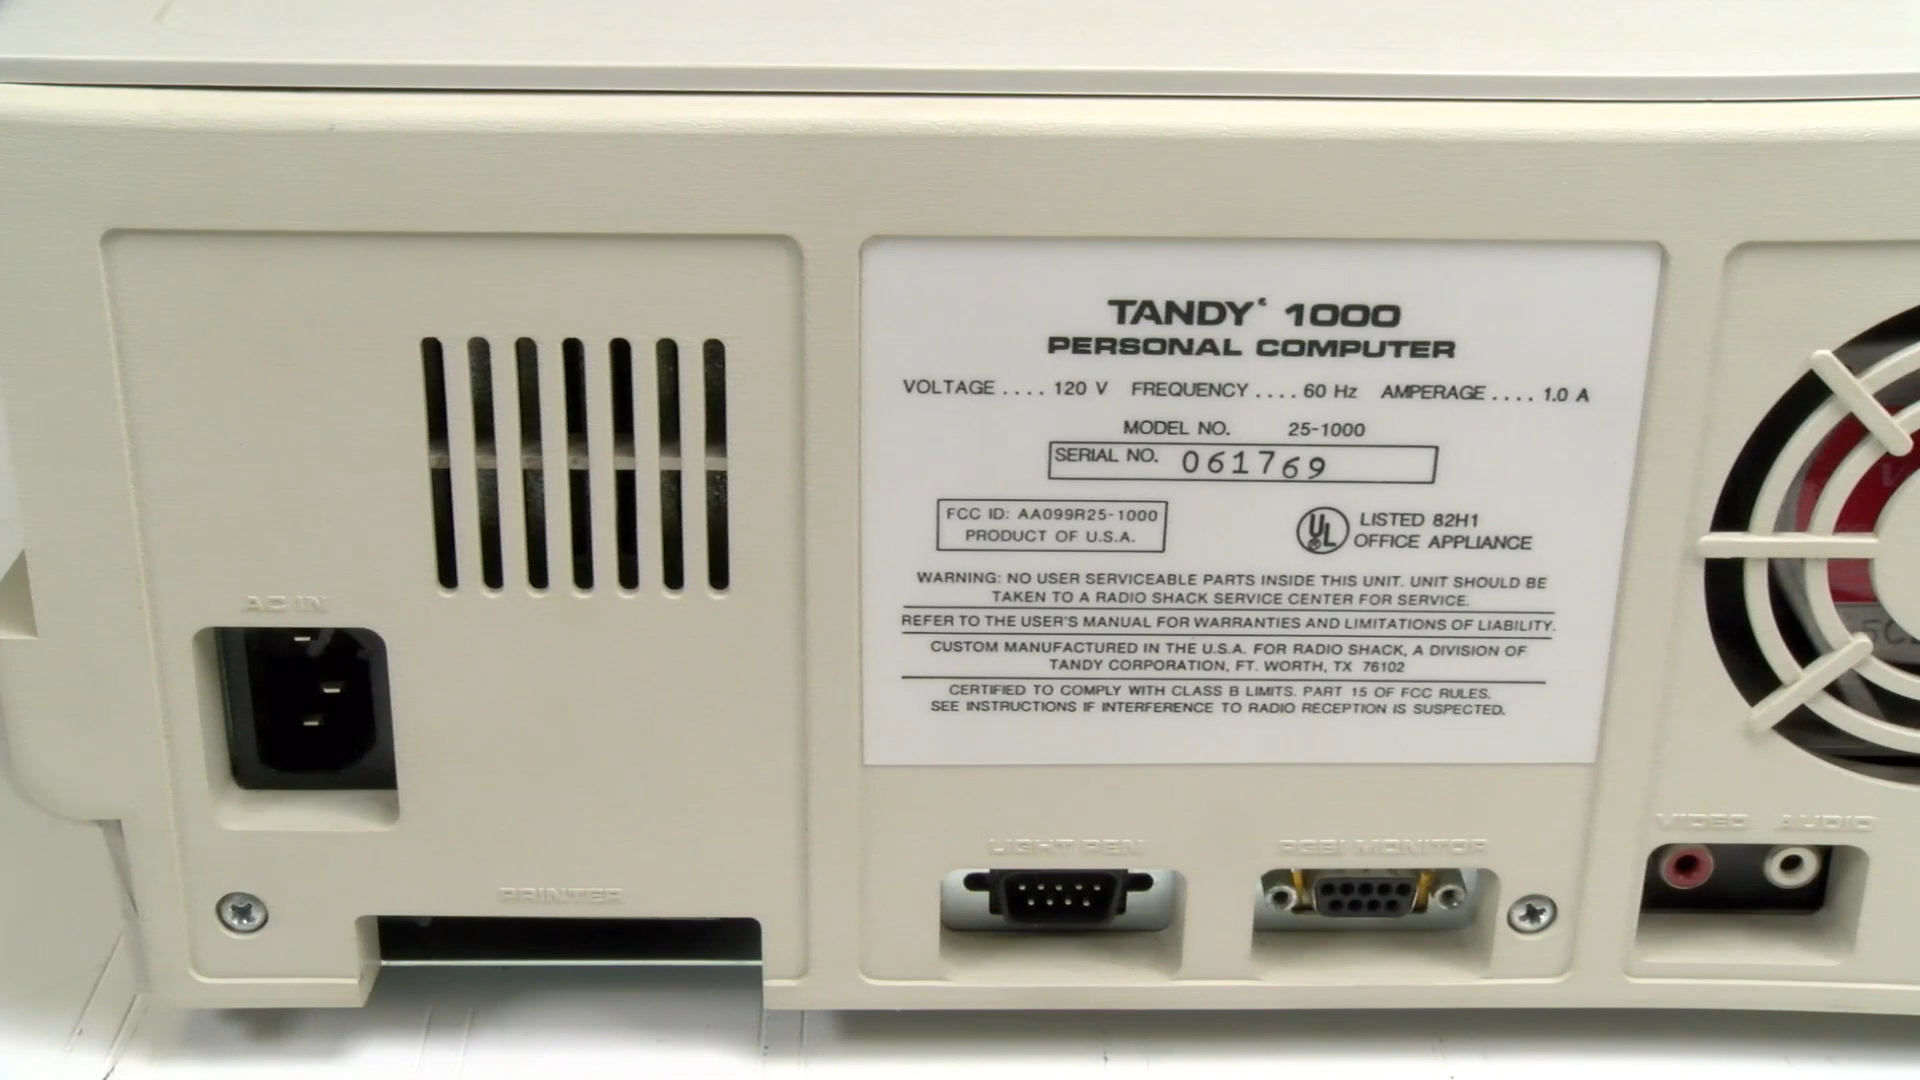 TANDY® 1000
PERSONAL COMPUTER
VOLTAGE .... 120 V FREQUENCY .... 60 Hz AMPERAGE .... 1.0 A
MODEL NO. 25-1000
SERIAL NO. 061769
FCC ID: AA099R25-1000
PRODUCT OF U.S.A.
UL
LISTED 82H1
OFFICE APPLIANCE
WARNING: NO USER SERVICEABLE PARTS INSIDE THIS UNIT. UNIT SHOULD BE
TAKEN TO A RADIO SHACK SERVICE CENTER FOR SERVICE.
REFER TO THE USER'S MANUAL FOR WARRANTIES AND LIMITATIONS OF LIABILITY.
CUSTOM MANUFACTURED IN THE U.S.A. FOR RADIO SHACK, A DIVISION OF
TANDY CORPORATION, FT. WORTH, TX 76102
CERTIFIED TO COMPLY WITH CLASS B LIMITS. PART 15 OF FCC RULES.
SEE INSTRUCTIONS IF INTERFERENCE TO RADIO RECEPTION IS SUSPECTED.
AC IN
PRINTER
LIGHT PEN
RGBI MONITOR
VIDEO AUDIO